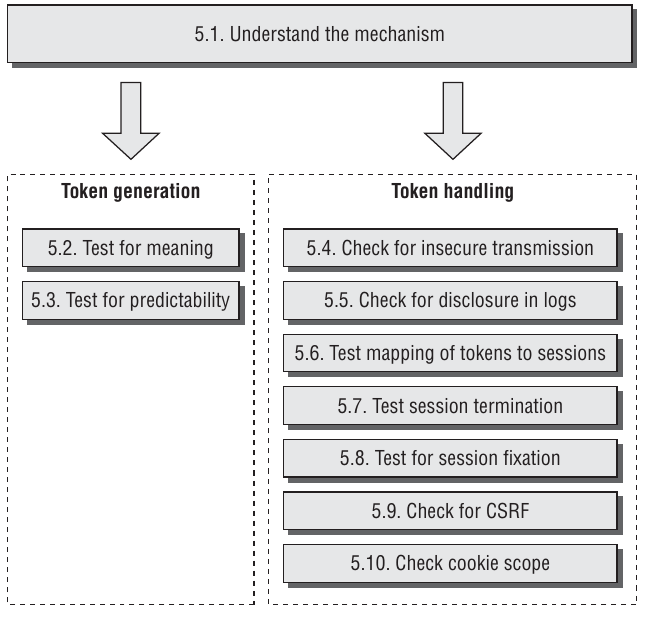 5.1. Understand the mechanism
Token generation
5.2. Test for meaning
5.3. Test for predictability
Token handling
5.4. Check for insecure transmission
5.5. Check for disclosure in logs
5.6. Test mapping of tokens to sessions
5.7. Test session termination
5.8. Test for session fixation
5.9. Check for CSRF
5.10. Check cookie scope